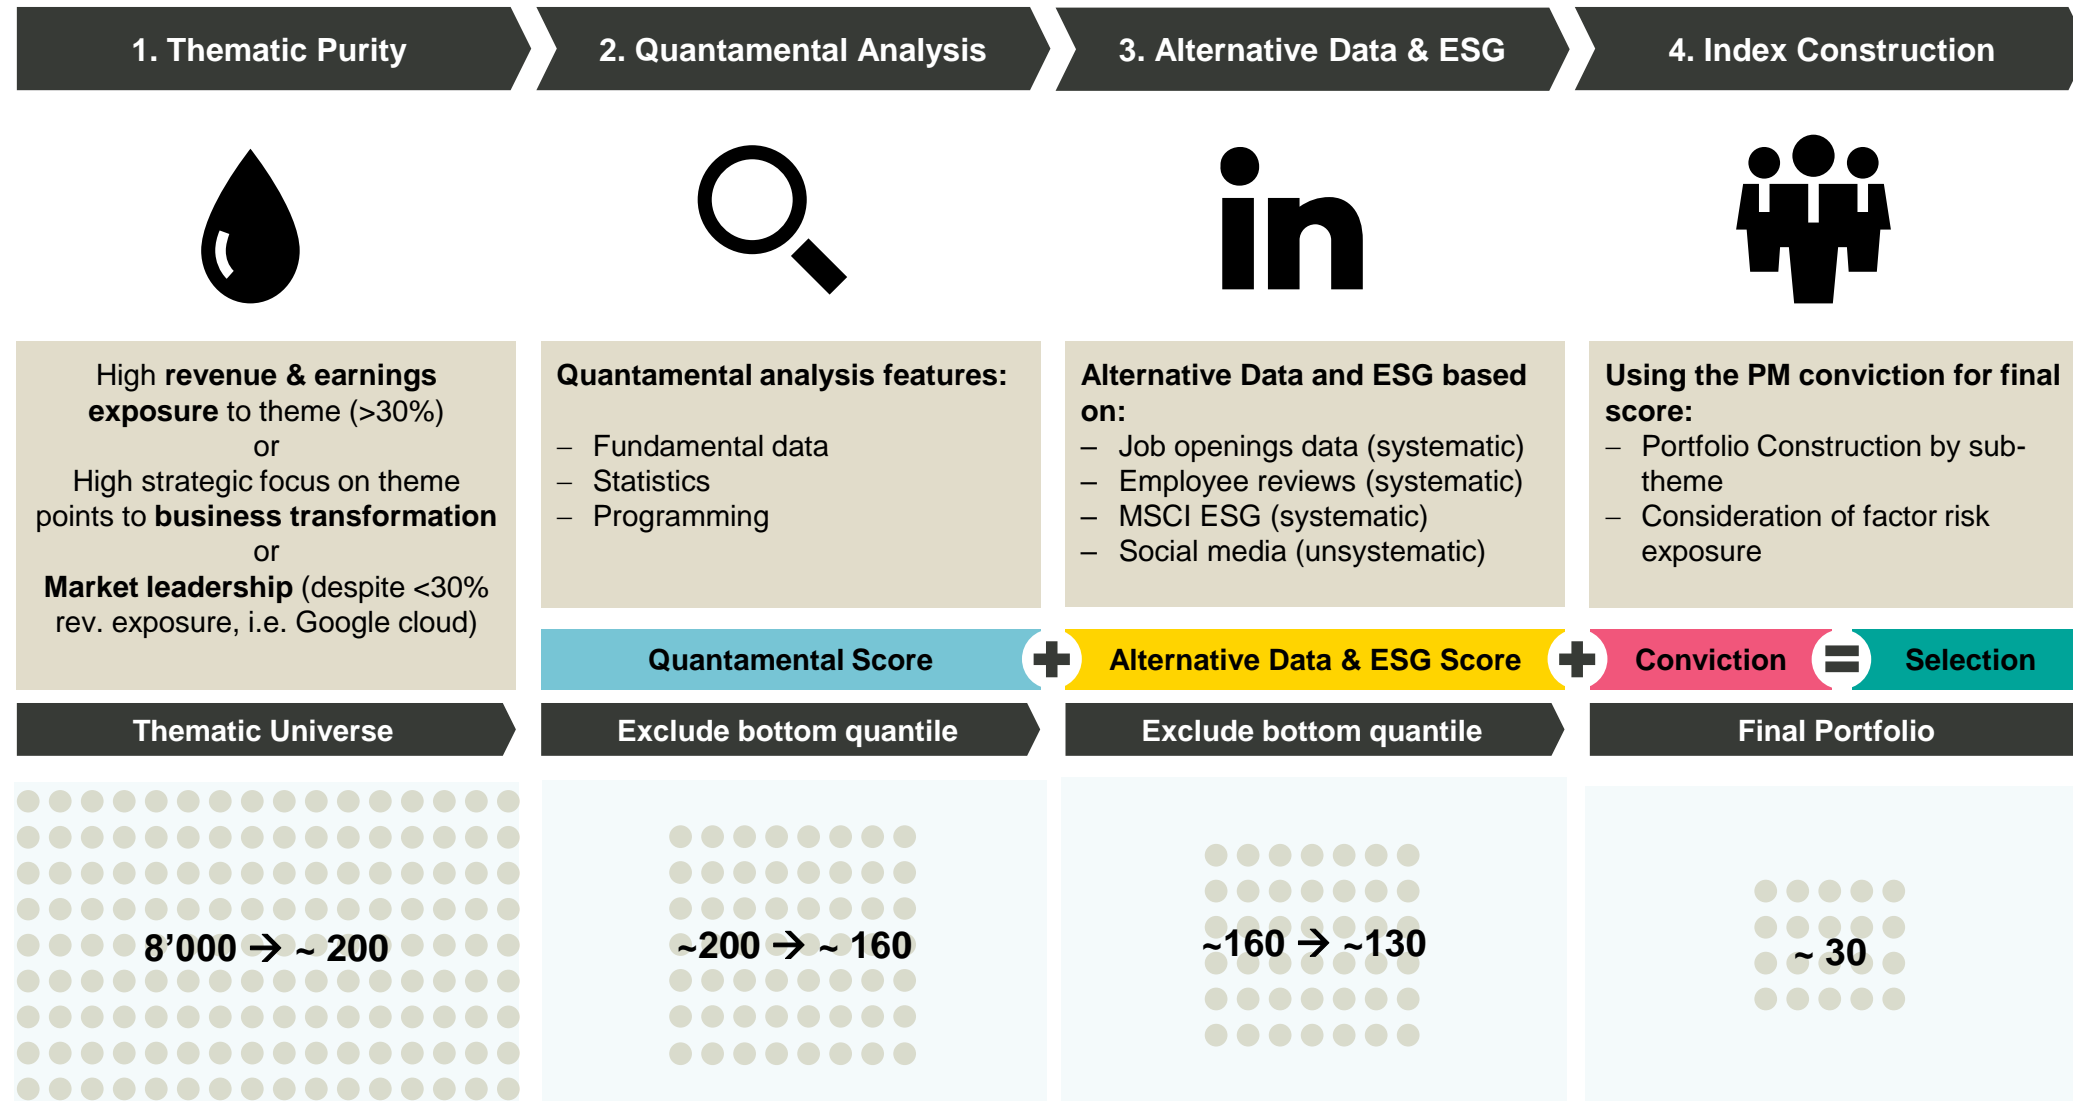 1. Thematic Purity
2. Quantamental Analysis
3. Alternative Data & ESG
4. Index Construction
in
High revenue & earnings
exposure to theme (>30%)
or
High strategic focus on theme
points to business transformation
or
Market leadership (despite <30%
rev. exposure, i.e. Google cloud)
Quantamental analysis features:
– Fundamental data
– Statistics
– Programming
Alternative Data and ESG based
on:
– Job openings data (systematic)
– Employee reviews (systematic)
– MSCI ESG (systematic)
– Social media (unsystematic)
Using the PM conviction for final
score:
– Portfolio Construction by sub-
theme
– Consideration of factor risk
exposure
Quantamental Score
+
Alternative Data & ESG Score
+
Conviction
=
Selection
Thematic Universe
Exclude bottom quantile
Exclude bottom quantile
Final Portfolio
8’000 → ~ 200
~200 → ~ 160
~160 → ~130
~ 30